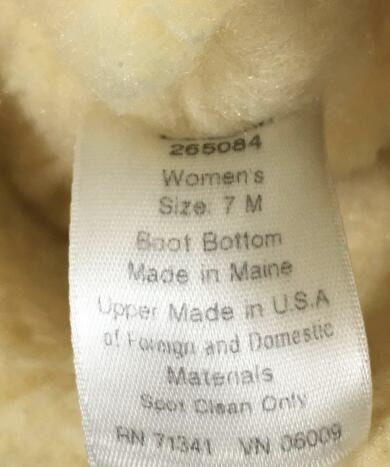 265084
Women's
Size: 7 M
Boot Bottom
Made in Maine
Upper Made in U.S.A
of Foreign and Domestic
Materials
Spot Clean Only
RN 71341 VN 06009